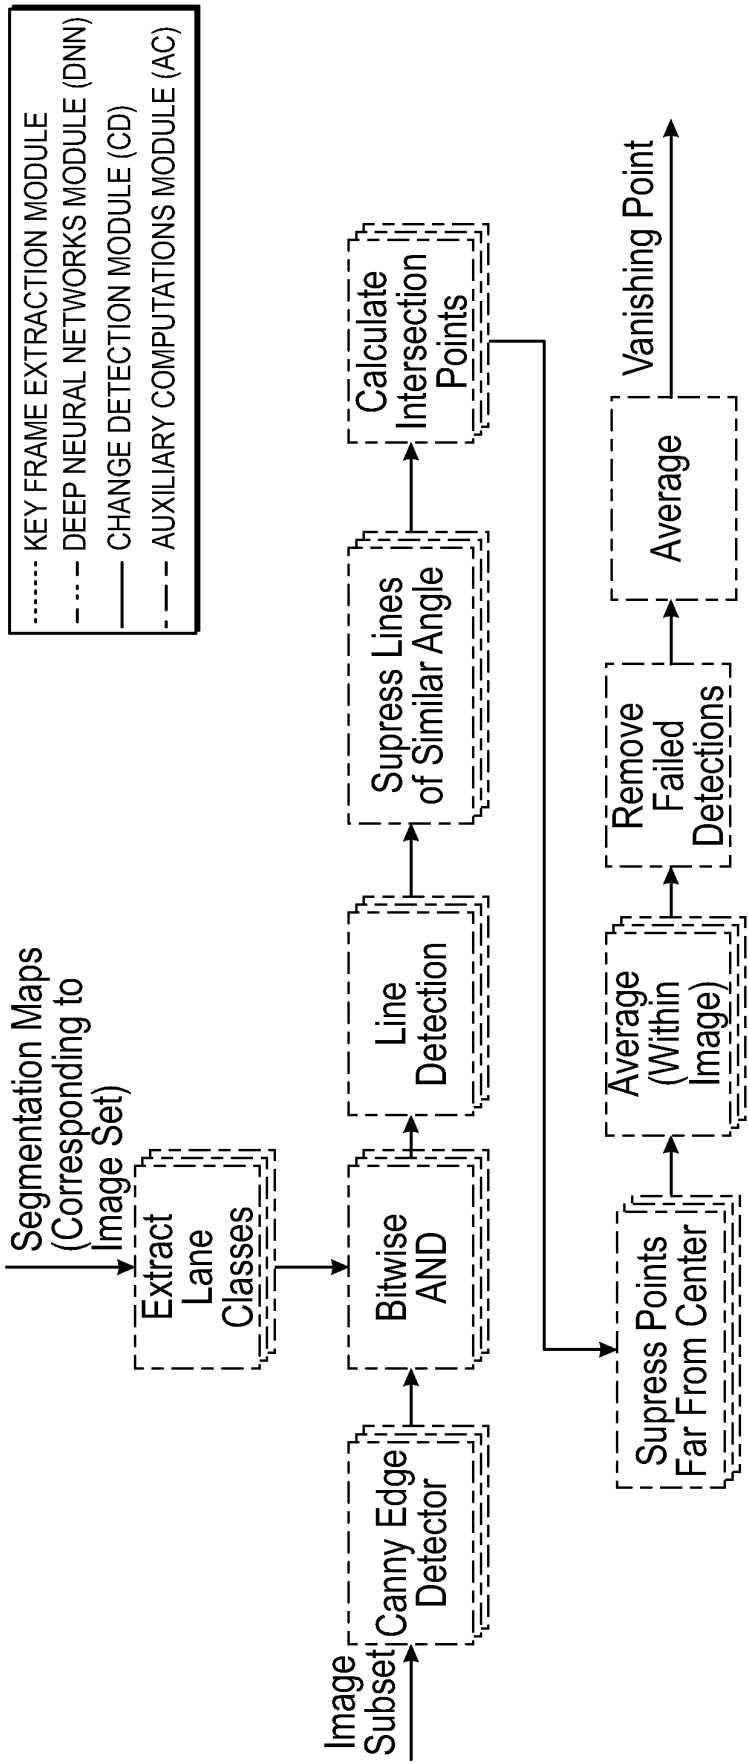 KEY FRAME EXTRACTION MODULE
DEEP NEURAL NETWORKS MODULE (DNN)
CHANGE DETECTION MODULE (CD)
AUXILIARY COMPUTATIONS MODULE (AC)
Segmentation Maps
(Corresponding to
Image Set)
Extract
Lane
Classes
Image
Subset
Canny Edge
Detector
Bitwise
AND
Line
Detection
Supress Lines
of Similar Angle
Calculate
Intersection
Points
Supress Points
Far From Center
Average
(Within
Image)
Remove
Failed
Detections
Average
Vanishing Point